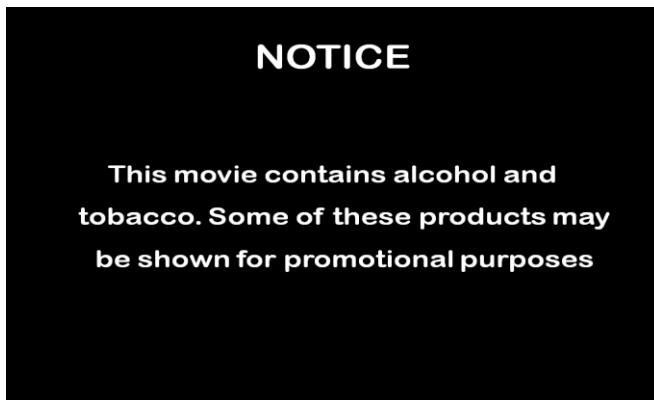 NOTICE
This movie contains alcohol and
tobacco. Some of these products may
be shown for promotional purposes